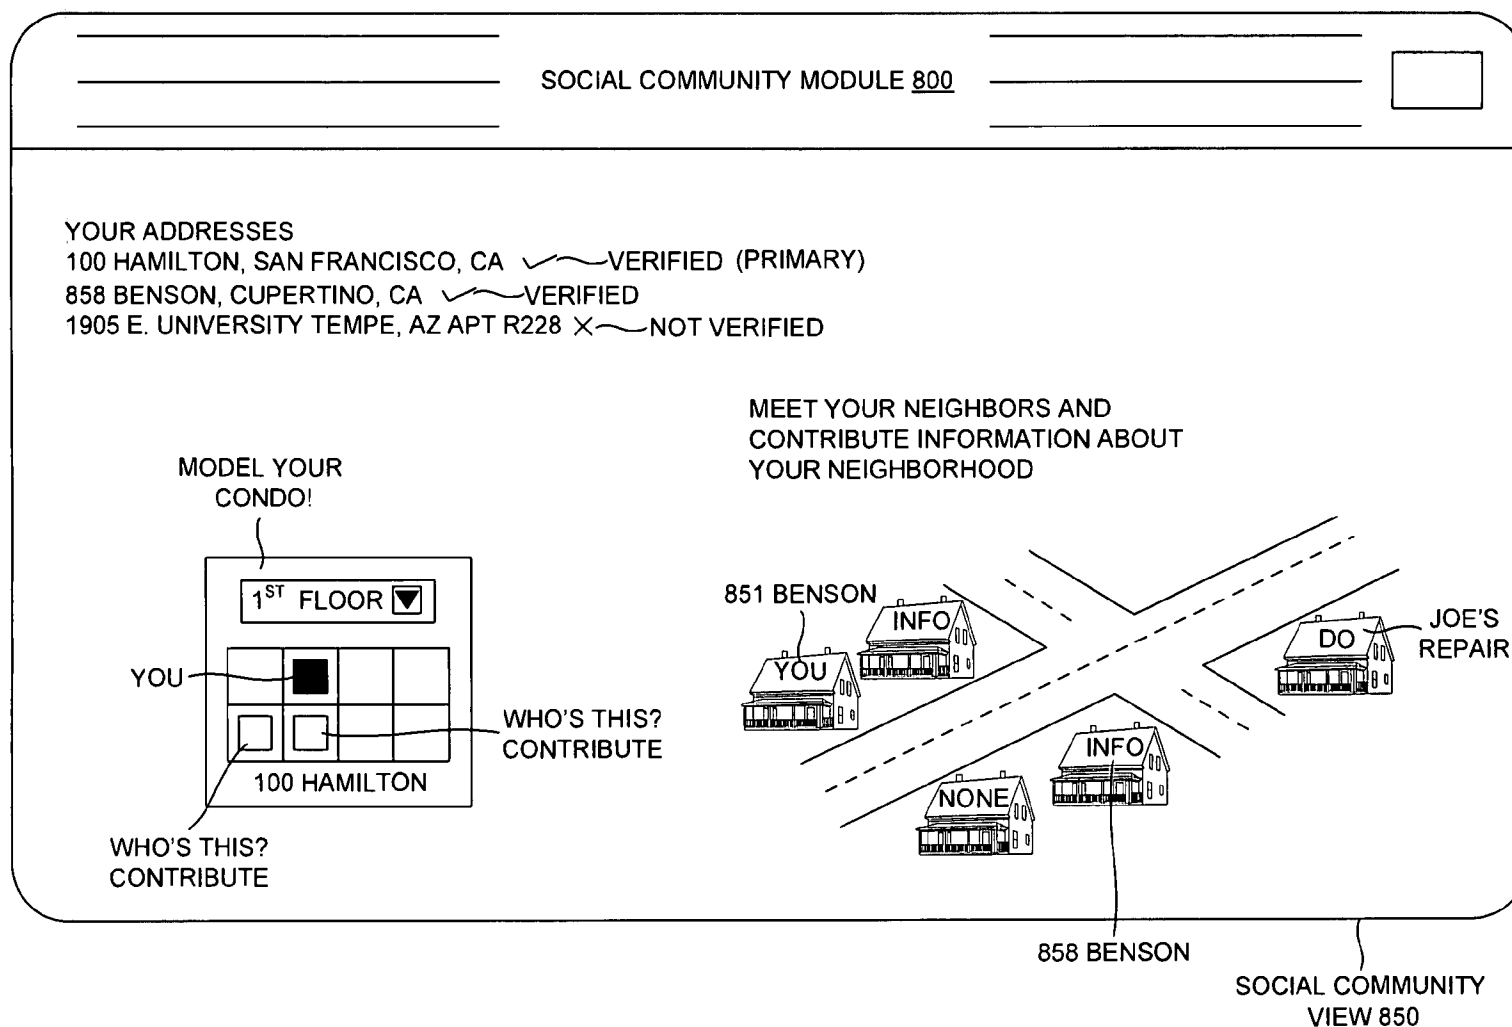 SOCIAL COMMUNITY MODULE 800
YOUR ADDRESSES
100 HAMILTON, SAN FRANCISCO, CA VERIFIED (PRIMARY)
858 BENSON, CUPERTINO, CA VERIFIED
1905 E. UNIVERSITY TEMPE, AZ APT R228 NOT VERIFIED
MEET YOUR NEIGHBORS AND
CONTRIBUTE INFORMATION ABOUT
YOUR NEIGHBORHOOD
MODEL YOUR
CONDO!
1ST FLOOR
YOU
WHO'S THIS?
CONTRIBUTE
100 HAMILTON
WHO'S THIS?
CONTRIBUTE
851 BENSON
INFO
YOU
DO
JOE'S
REPAIR
INFO
NONE
858 BENSON
SOCIAL COMMUNITY
VIEW 850